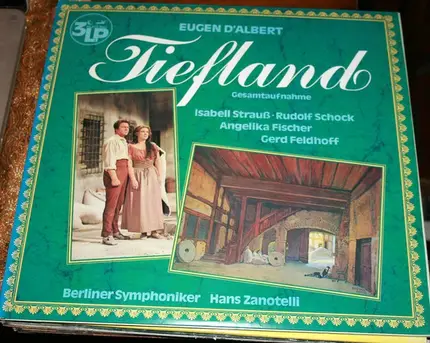 3LP
EUGEN D'ALBERT
Tiefland
Gesamtaufnahme
Isabell Strauß · Rudolf Schock
Angelika Fischer
Gerd Feldhoff
Berliner Symphoniker Hans Zanotelli